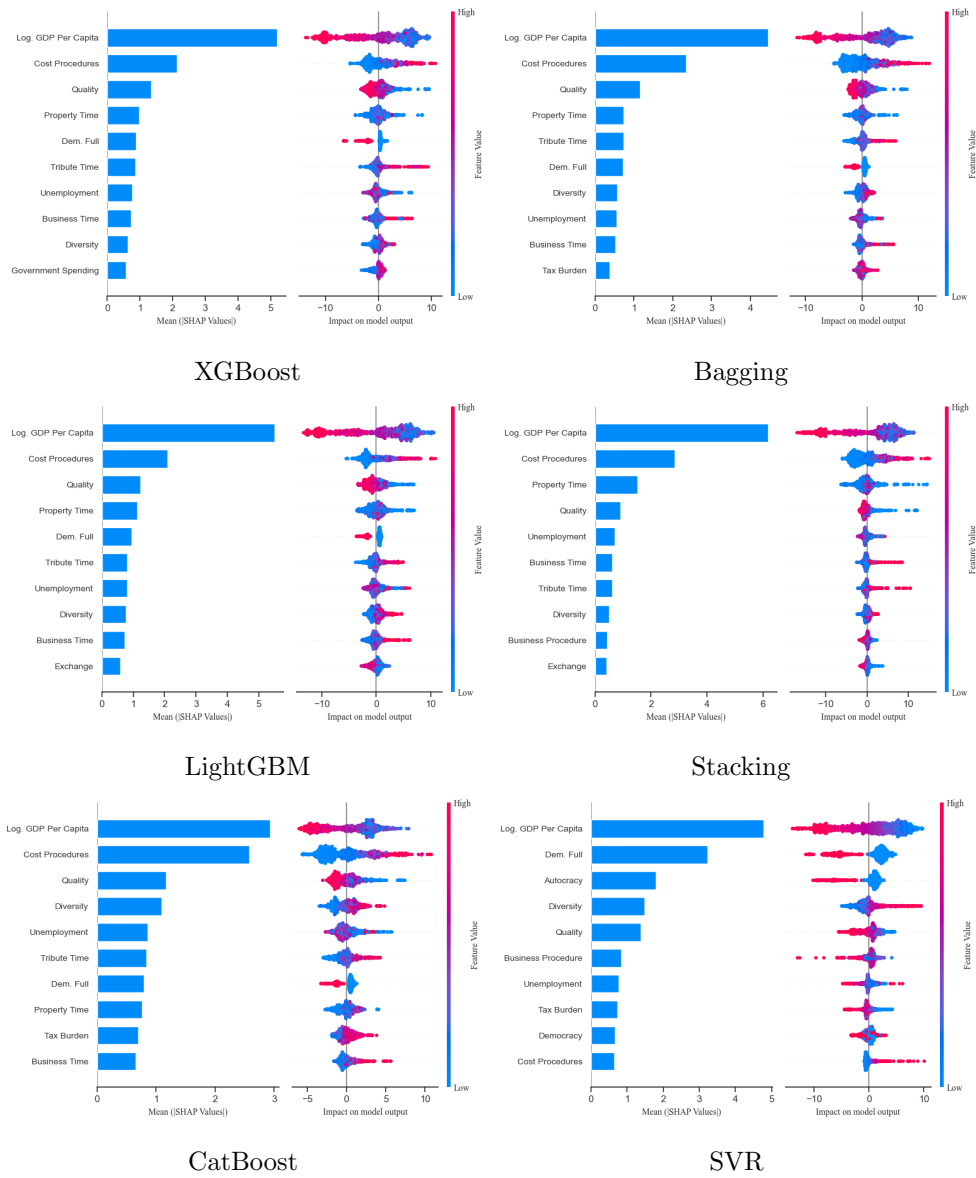 High
Log. GDP Per Capita
Cost Procedures
Quality
Property Time
Dem. Full
Tribute Time
Unemployment
Business Time
Diversity
Government Spending
Feature Value
Low
0 1 2 3 4 5
−10 0 10
Mean (|SHAP Values|)
Impact on model output
XGBoost
High
Log. GDP Per Capita
Cost Procedures
Quality
Property Time
Tribute Time
Dem. Full
Diversity
Unemployment
Business Time
Tax Burden
Feature Value
Low
0 1 2 3 4
−10 0 10
Mean (|SHAP Values|)
Impact on model output
Bagging
High
Log. GDP Per Capita
Cost Procedures
Quality
Property Time
Dem. Full
Tribute Time
Unemployment
Diversity
Business Time
Exchange
Feature Value
Low
0 1 2 3 4 5
−10 0 10
Mean (|SHAP Values|)
Impact on model output
LightGBM
High
Log. GDP Per Capita
Cost Procedures
Property Time
Quality
Unemployment
Business Time
Tribute Time
Diversity
Business Procedure
Exchange
Feature Value
Low
0 2 4 6
−10 0 10
Mean (|SHAP Values|)
Impact on model output
Stacking
High
Log. GDP Per Capita
Cost Procedures
Quality
Diversity
Unemployment
Tribute Time
Dem. Full
Property Time
Tax Burden
Business Time
Feature Value
Low
0 1 2 3
−5 0 5 10
Mean (|SHAP Values|)
Impact on model output
CatBoost
High
Log. GDP Per Capita
Dem. Full
Autocracy
Diversity
Quality
Business Procedure
Unemployment
Tax Burden
Democracy
Cost Procedures
Feature Value
Low
0 1 2 3 4 5
−10 0 10
Mean (|SHAP Values|)
Impact on model output
SVR